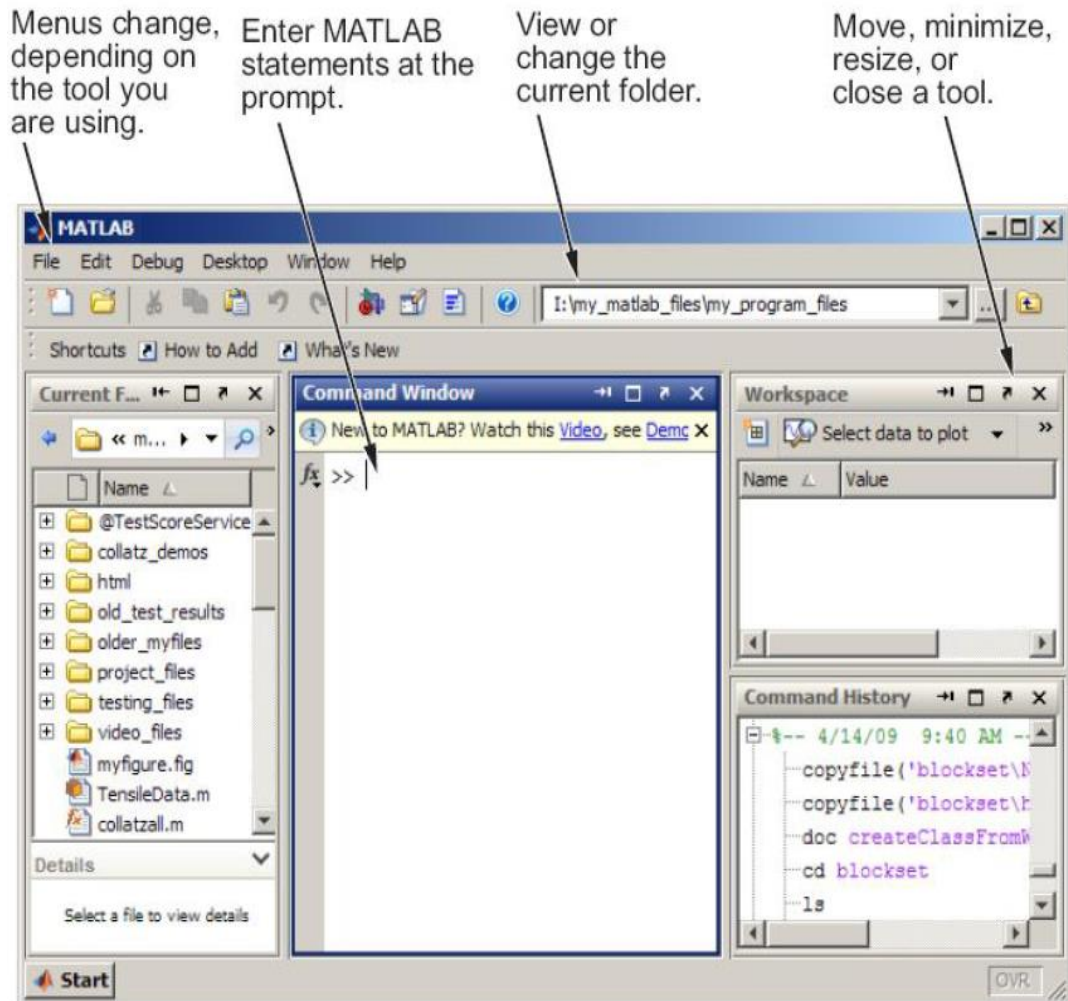 Menus change,
depending on
the tool you
are using.
Enter MATLAB
statements at the
prompt.
View or
change the
current folder.
Move, minimize,
resize, or
close a tool.
MATLAB
File Edit Debug Desktop Window Help
I:\my_matlab_files\my_program_files
Shortcuts How to Add What's New
Current F...
« m...
Name
@TestScoreService
collatz_demos
html
old_test_results
older_myfiles
project_files
testing_files
video_files
myfigure.fig
TensileData.m
collatzall.m
Details
Select a file to view details
Command Window
New to MATLAB? Watch this Video, see Demo
fx >>
Workspace
Select data to plot
Name Value
Command History
%-- 4/14/09 9:40 AM --
copyfile('blockset\
copyfile('blockset\h
doc createClassFrom
cd blockset
ls
Start
OVR